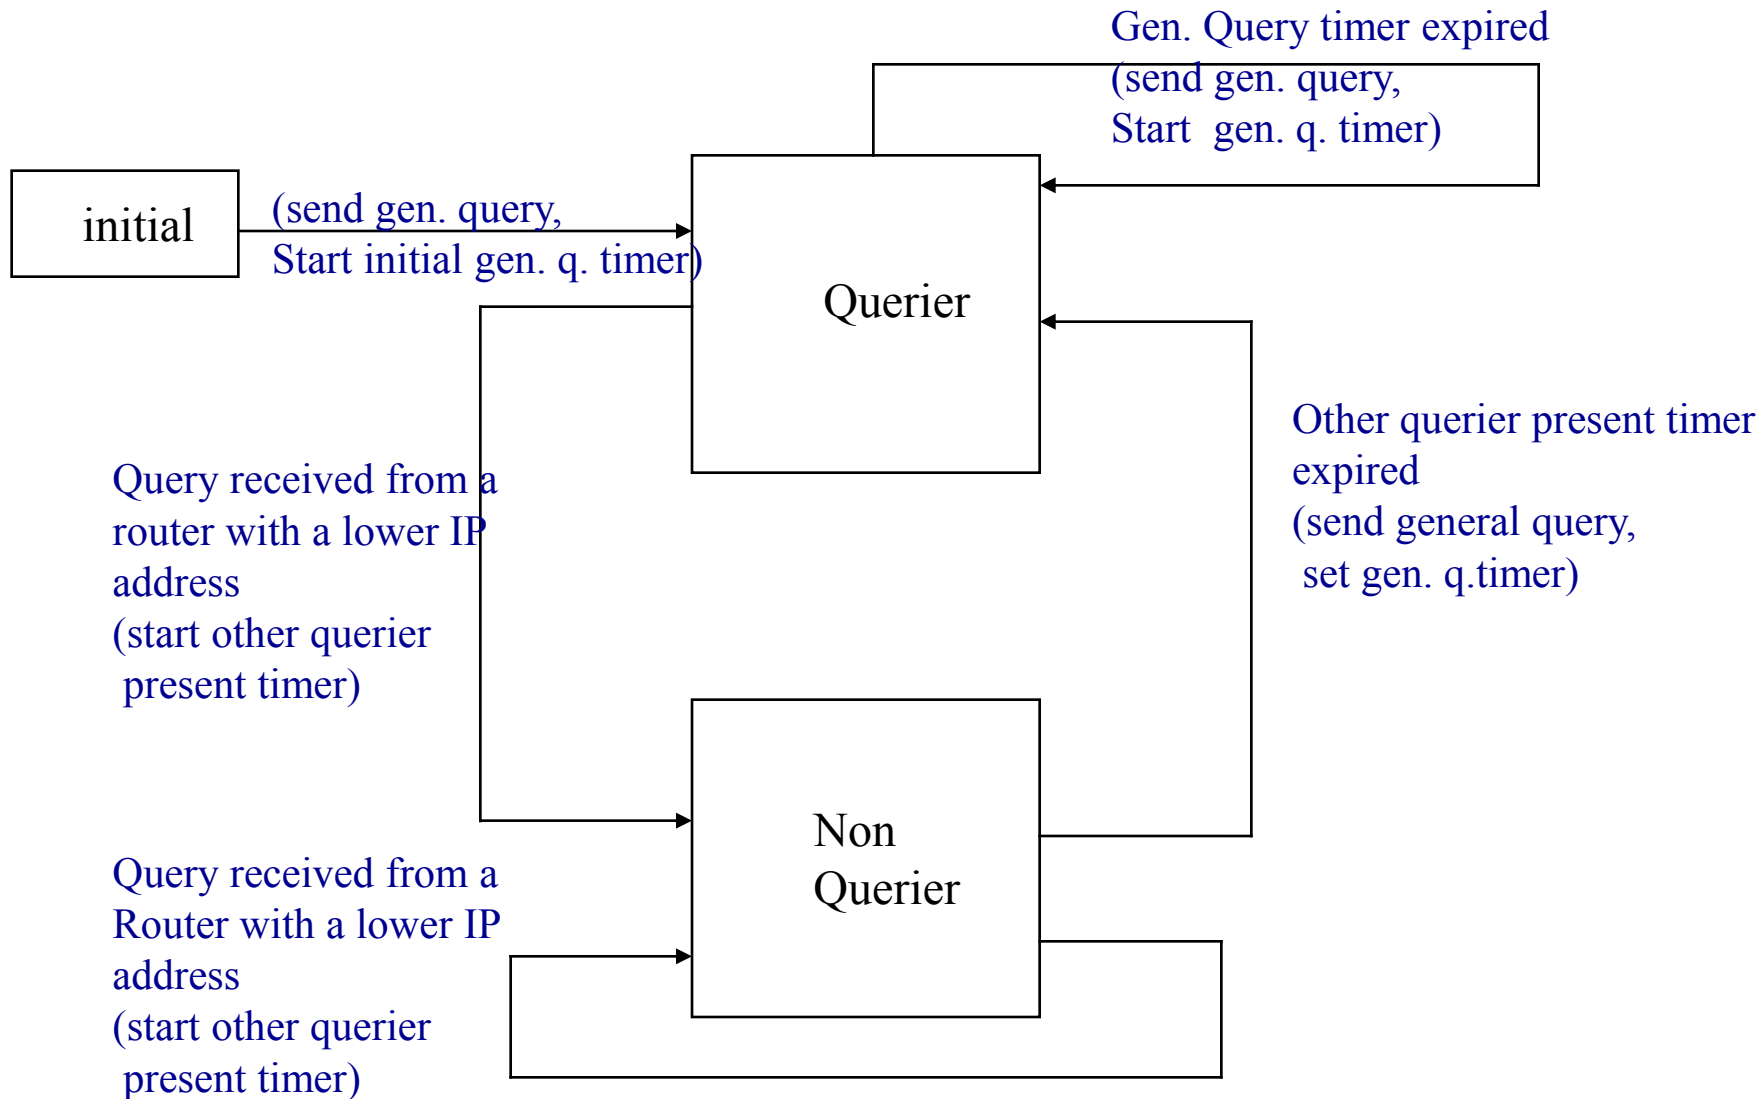 Gen. Query timer expired
(send gen. query,
Start gen. q. timer)
initial
(send gen. query,
Start initial gen. q. timer)
Querier
Other querier present timer
expired
(send general query,
set gen. q.timer)
Query received from a
router with a lower IP
address
(start other querier
present timer)
Non
Querier
Query received from a
Router with a lower IP
address
(start other querier
present timer)